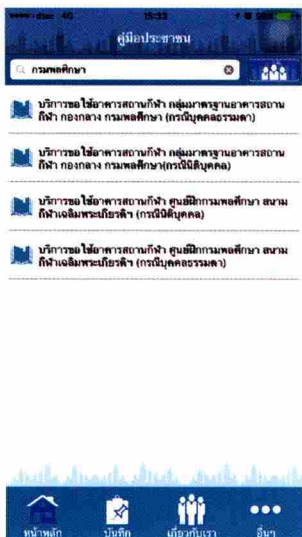 dtac 4G 15:33
คู่มือประชาชน
กรมพลศึกษา
บริการขอใช้อาคารสถานกีฬา กลุ่มมาตรฐานอาคารสถาน
กีฬา กองกลาง กรมพลศึกษา (กรณีบุคคลธรรมดา)
บริการขอใช้อาคารสถานกีฬา กลุ่มมาตรฐานอาคารสถาน
กีฬา กองกลาง กรมพลศึกษา(กรณีนิติบุคคล)
บริการขอใช้อาคารสถานกีฬา ศูนย์ฝึกกรมพลศึกษา สนาม
กีฬาเฉลิมพระเกียรติฯ (กรณีนิติบุคคล)
บริการขอใช้อาคารสถานกีฬา ศูนย์ฝึกกรมพลศึกษา สนาม
กีฬาเฉลิมพระเกียรติฯ (กรณีบุคคลธรรมดา)
หน้าหลัก บันทึก เกี่ยวกับเรา อื่นๆ